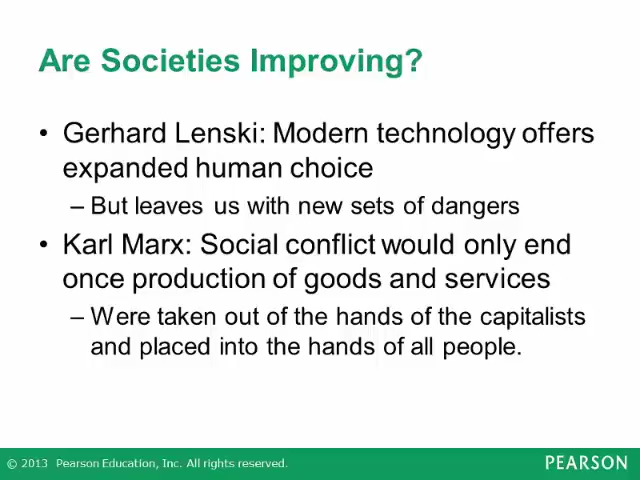 Are Societies Improving?
• Gerhard Lenski: Modern technology offers
expanded human choice
– But leaves us with new sets of dangers
• Karl Marx: Social conflict would only end
once production of goods and services
– Were taken out of the hands of the capitalists
and placed into the hands of all people.
© 2013 Pearson Education, Inc. All rights reserved.
PEARSON